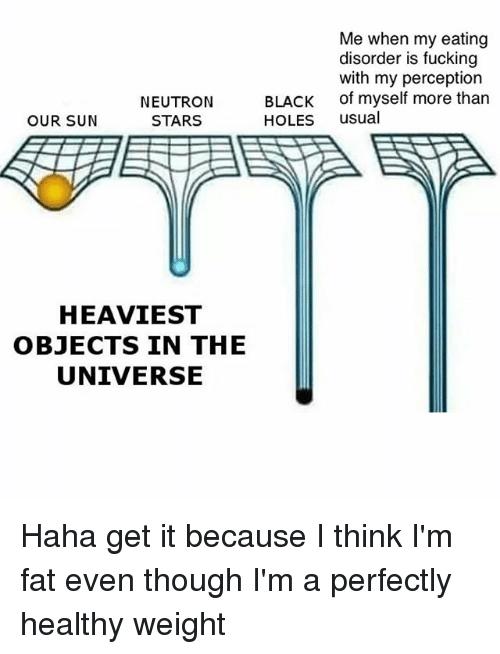 Me when my eating
disorder is fucking
with my perception
of myself more than
usual
OUR SUN
NEUTRON
STARS
BLACK
HOLES
HEAVIEST
OBJECTS IN THE
UNIVERSE
Haha get it because I think I'm
fat even though I'm a perfectly
healthy weight